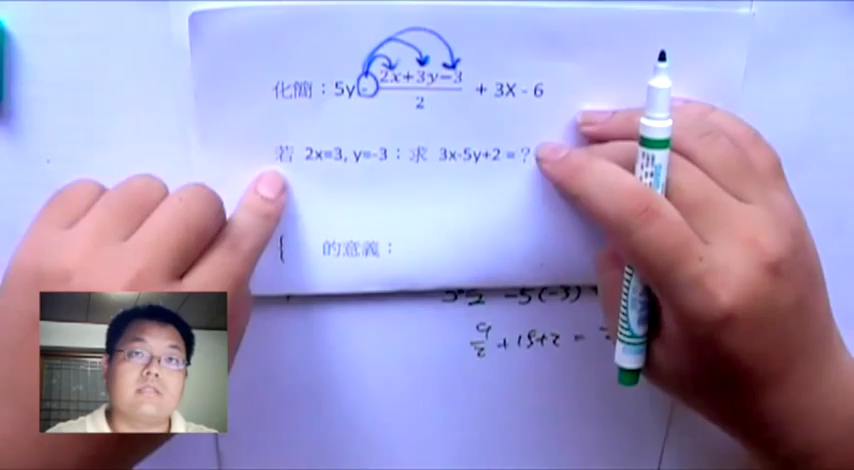 化簡：5y - 2x+3y-3/2 + 3X - 6
若 2x=3, y=-3：求 3x-5y+2 =？
{ 的意義：
-5(-3)
9/2 +15+2 =